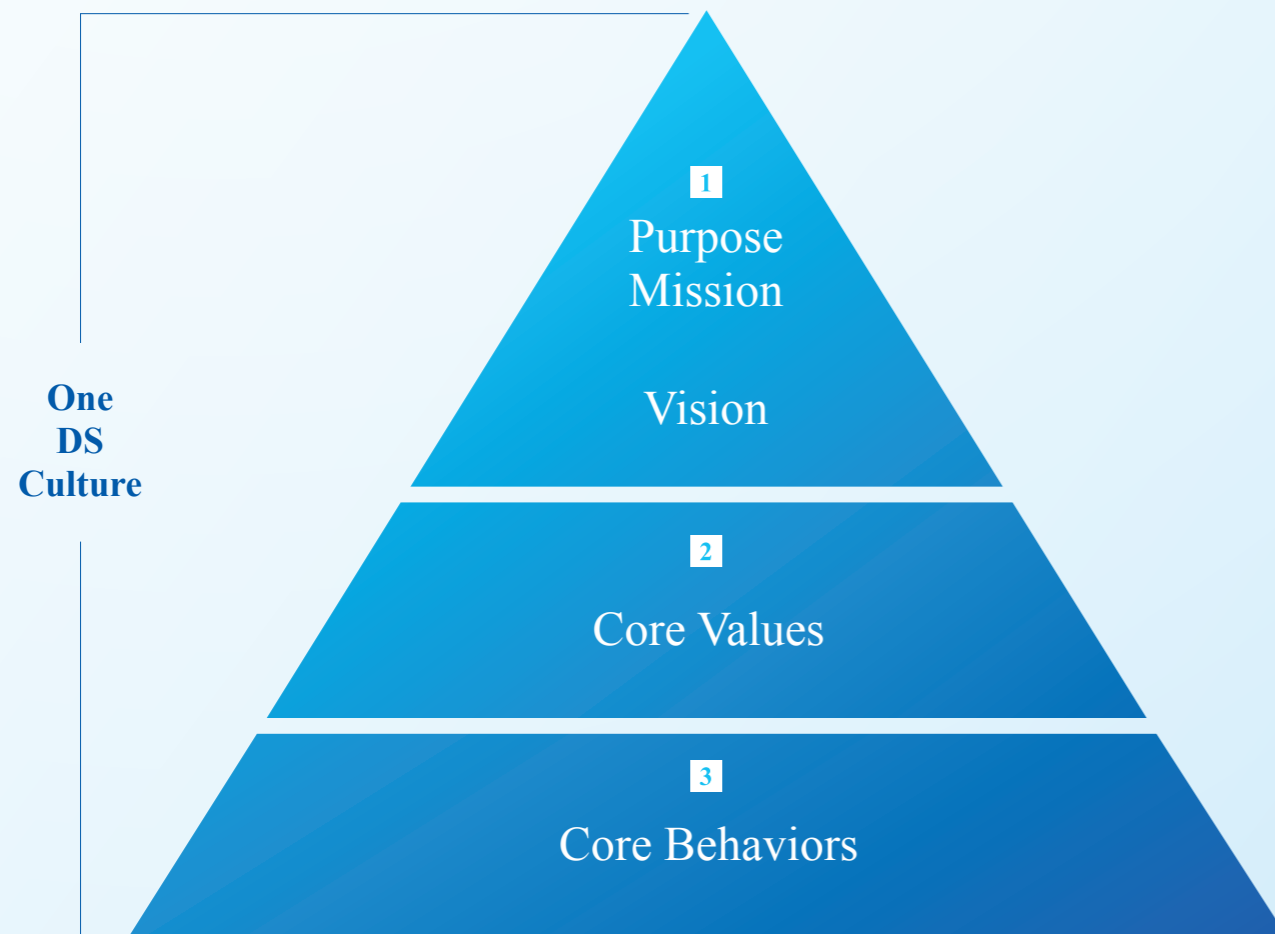 One
DS
Culture
1
Purpose
Mission
Vision
2
Core Values
3
Core Behaviors